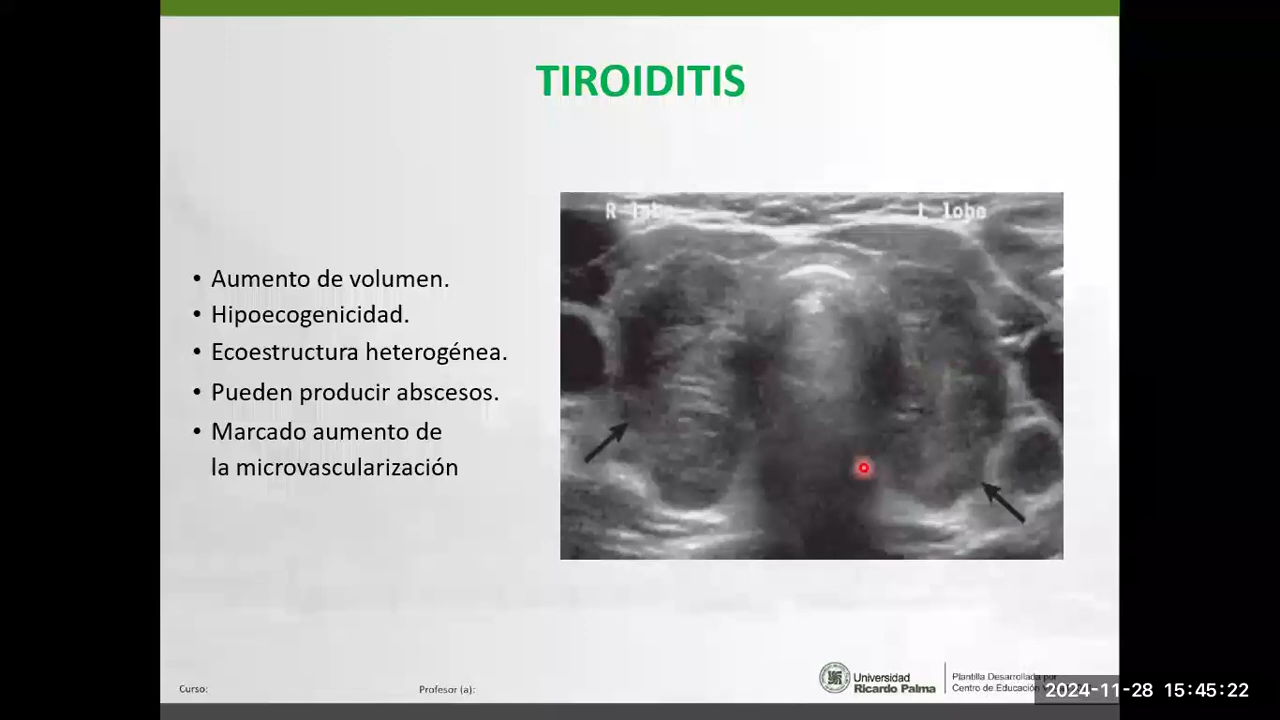 TIROIDITIS
R lobe
L lobe
• Aumento de volumen.
• Hipoecogenicidad.
• Ecoestructura heterogénea.
• Pueden producir abscesos.
• Marcado aumento de
la microvascularización
Curso:
Profesor (a):
Universidad
Ricardo Palma
Plantilla Desarrollada por
Centro de Educación
2024-11-28 15:45:22